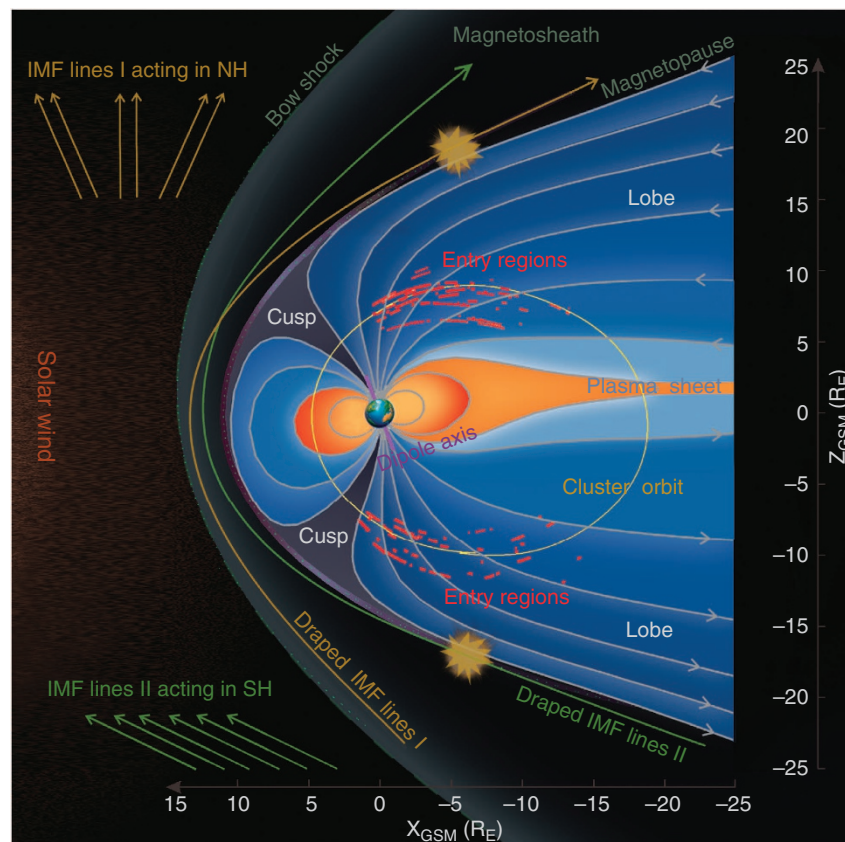 Magnetosheath
IMF lines I acting in NH
Bow shock
Magnetopause
25
20
15
10
5
0
–5
–10
–15
–20
–25
Z_GSM (R_E)
Lobe
Entry regions
Cusp
Solar wind
Plasma sheet
Dipole axis
Cluster orbit
Cusp
Entry regions
Lobe
Draped IMF lines I
IMF lines II acting in SH
Draped IMF lines II
15 10 5 0 –5 –10 –15 –20 –25
X_GSM (R_E)